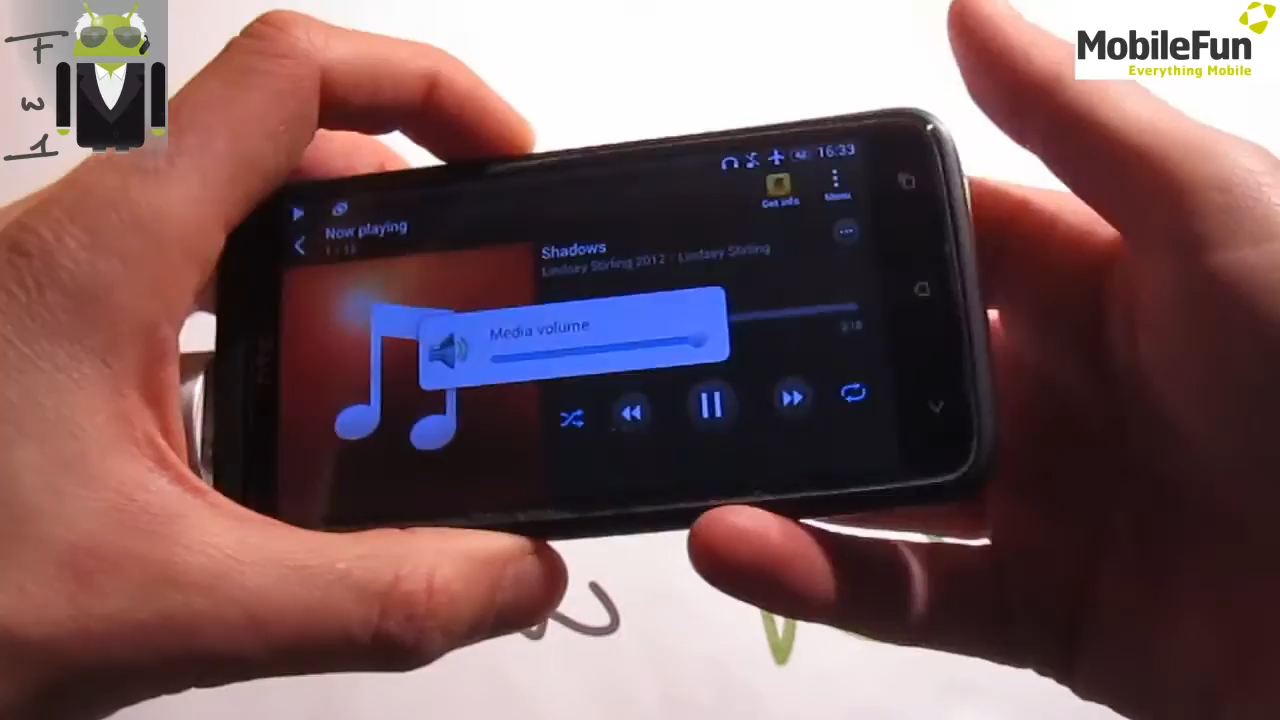 F
W
1
MobileFun
Everything Mobile
16:33
Get info
Menu
Now playing
Shadows
Lindsey Stirling 2012 - Lindsey Stirling
Media volume